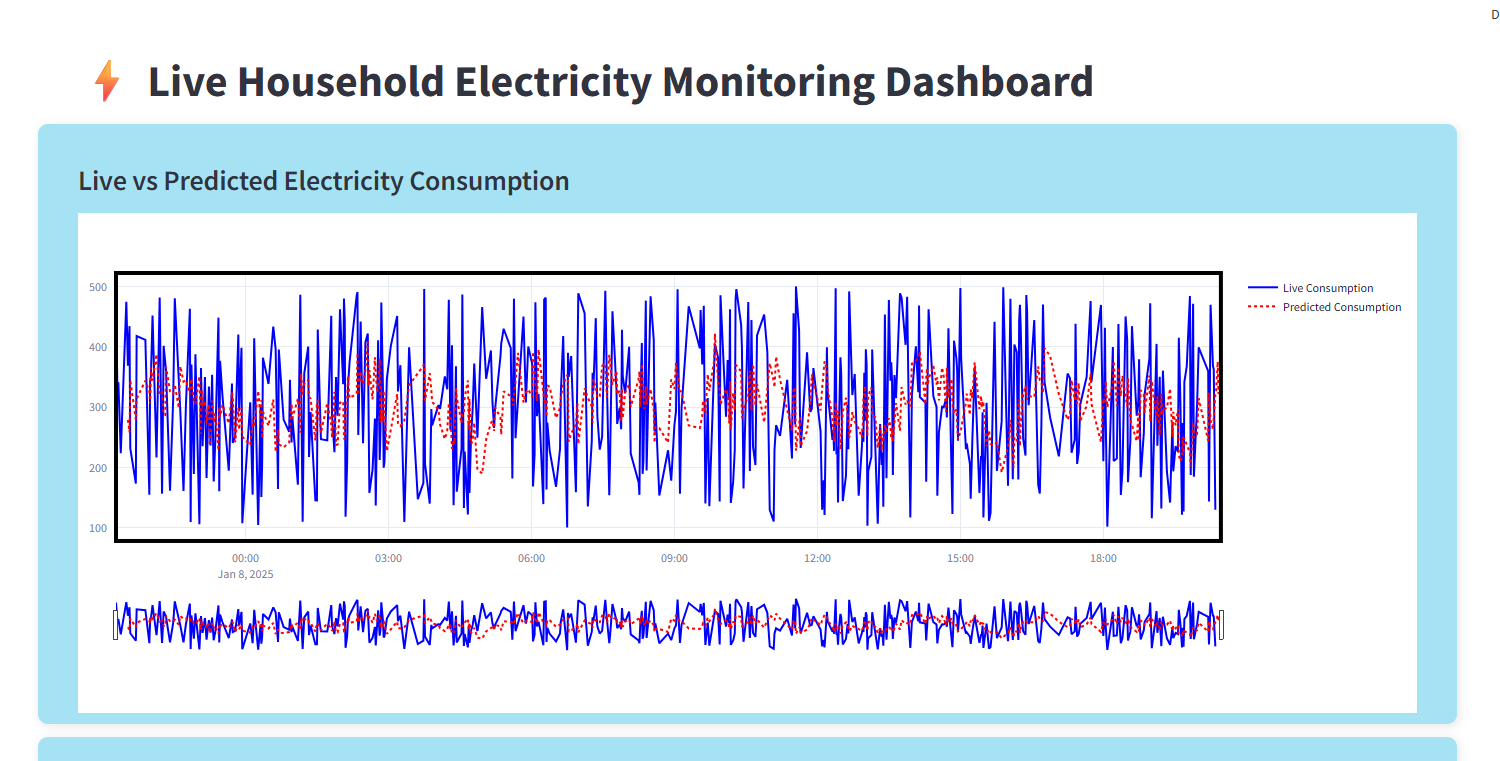 D
Live Household Electricity Monitoring Dashboard
Live vs Predicted Electricity Consumption
Live Consumption
Predicted Consumption
500
400
300
200
100
00:00 03:00 06:00 09:00 12:00 15:00 18:00
Jan 8, 2025